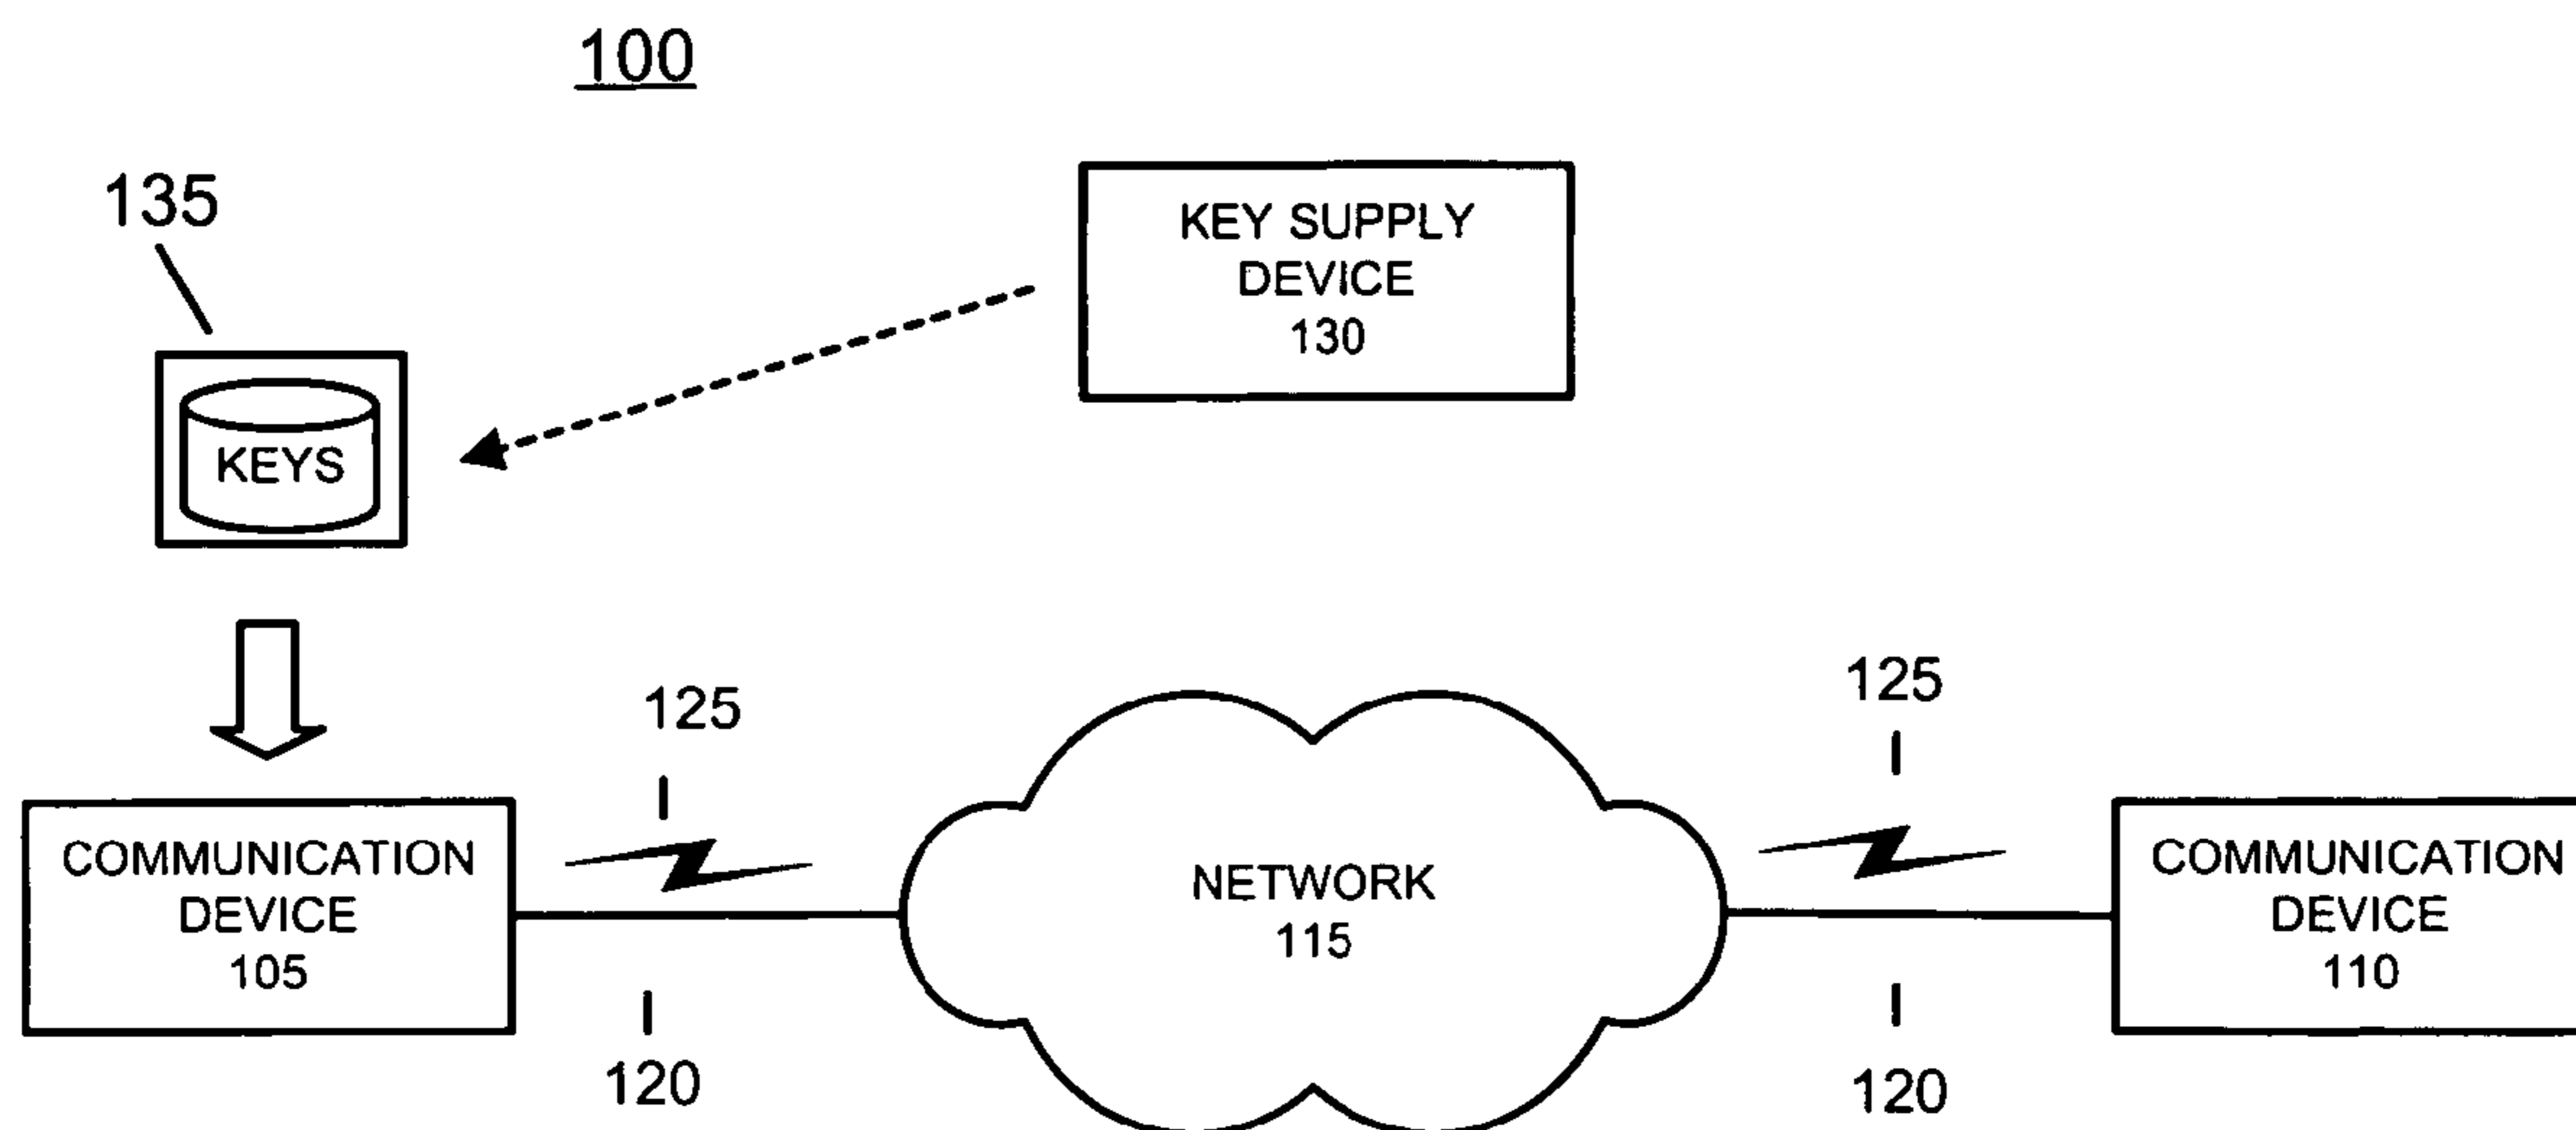 100
135
KEY SUPPLY
DEVICE
130
KEYS
125
125
COMMUNICATION
DEVICE
105
NETWORK
115
COMMUNICATION
DEVICE
110
120
120